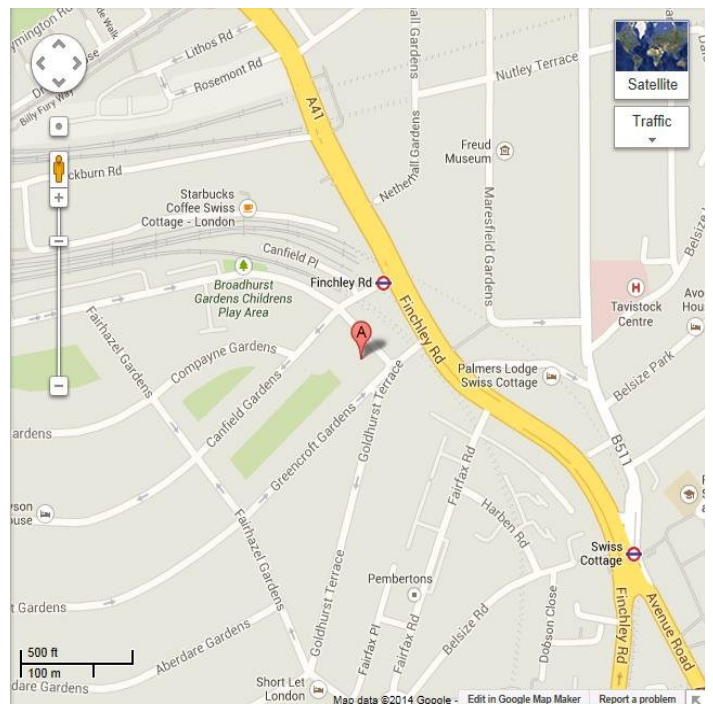 Lithos Rd
Rosemont Rd
Billy Fury Way
A41
Nutley Terrace
Satellite
Traffic
Freud
Museum
Netherhall Gardens
Maresfield Gardens
Starbucks
Coffee Swiss
Cottage - London
Canfield Pl
Broadhurst
Gardens Childrens
Play Area
Finchley Rd
Finchley Rd
H
Tavistock
Centre
Belsize Park
A
Fairhazel Gardens
Compayne Gardens
Canfield Gardens
Greencroft Gardens
Goldhurst Terrace
Palmers Lodge
Swiss Cottage
B511
Fairfax Rd
Harben Rd
Swiss
Cottage
Fairhazel Gardens
Goldhurst Terrace
Pembertons
Belsize Rd
Dobson Close
Finchley Rd
Avenue Road
Fairfax Pl
Fairfax Rd
Aberdare Gardens
500 ft
100 m
Short Let
London
Map data ©2014 Google -
Edit in Google Map Maker
Report a problem